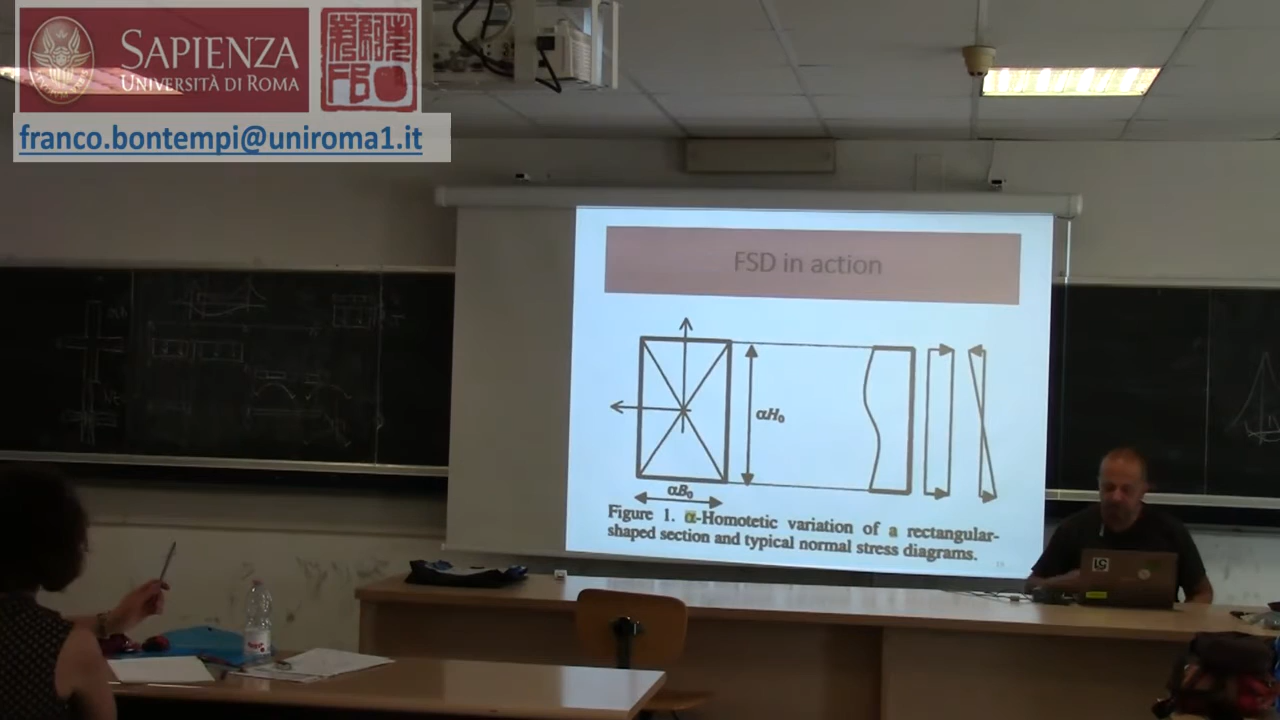 SAPIENZA
UNIVERSITÀ DI ROMA
franco.bontempi@uniroma1.it
FSD in action
αH₀
αB₀
Figure 1. α-Homotetic variation of a rectangular-
shaped section and typical normal stress diagrams.